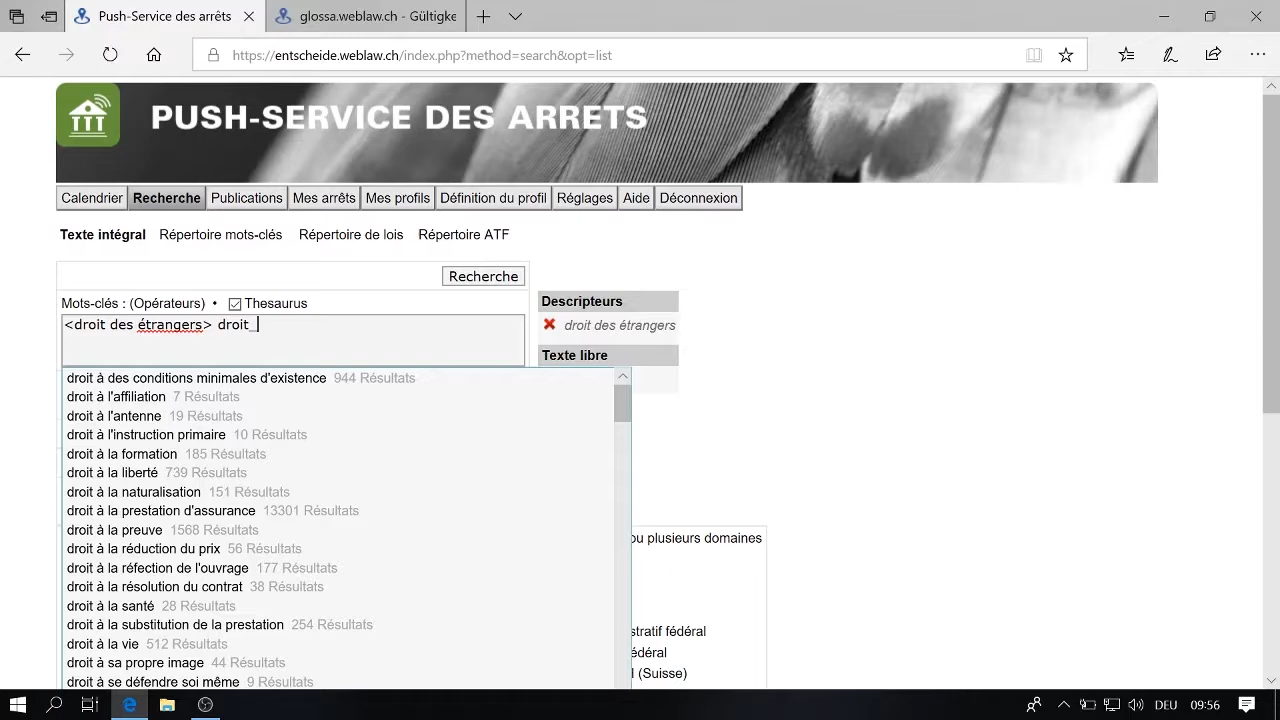 Push-Service des arrêts
glossa.weblaw.ch - Gültigke
https://entscheide.weblaw.ch/index.php?method=search&opt=list
PUSH-SERVICE DES ARRETS
Calendrier Recherche Publications Mes arrêts Mes profils Définition du profil Réglages Aide Déconnexion
Texte intégral Répertoire mots-clés Répertoire de lois Répertoire ATF
Recherche
Mots-clés : (Opérateurs) • Thesaurus
<droit des étrangers> droit_
Descripteurs
droit des étrangers
Texte libre
droit à des conditions minimales d'existence 944 Résultats
droit à l'affiliation 7 Résultats
droit à l'antenne 19 Résultats
droit à l'instruction primaire 10 Résultats
droit à la formation 185 Résultats
droit à la liberté 739 Résultats
droit à la naturalisation 151 Résultats
droit à la prestation d'assurance 13301 Résultats
droit à la preuve 1568 Résultats
droit à la réduction du prix 56 Résultats
droit à la réfection de l'ouvrage 177 Résultats
droit à la résolution du contrat 38 Résultats
droit à la santé 28 Résultats
droit à la substitution de la prestation 254 Résultats
droit à la vie 512 Résultats
droit à sa propre image 44 Résultats
droit à se défendre soi même 9 Résultats
ou plusieurs domaines
stratif fédéral
édéral
l (Suisse)
DEU 09:56